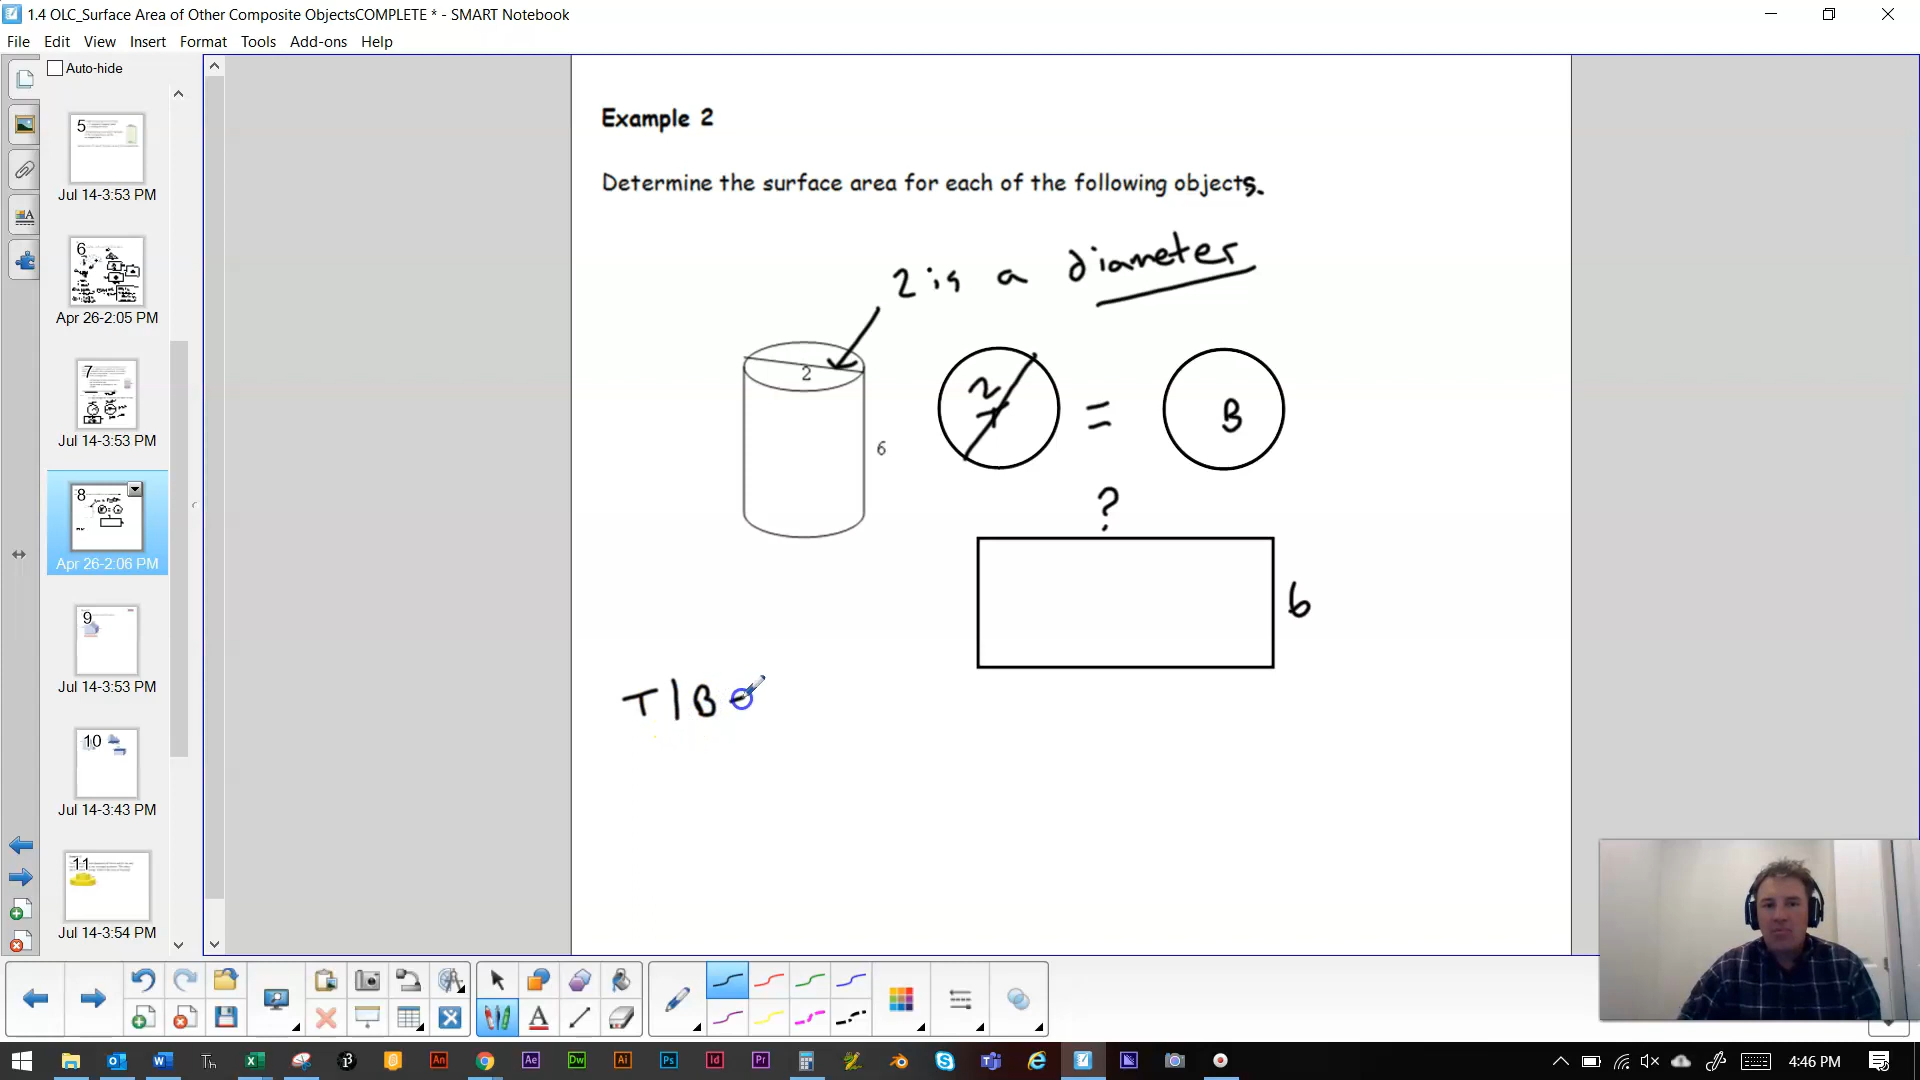 1.4 OLC_Surface Area of Other Composite ObjectsCOMPLETE * - SMART Notebook
File Edit View Insert Format Tools Add-ons Help
Auto-hide
5
Jul 14-3:53 PM
6
Apr 26-2:05 PM
7
Jul 14-3:53 PM
8
Apr 26-2:06 PM
9
Jul 14-3:53 PM
10
Jul 14-3:43 PM
11
Jul 14-3:54 PM
Example 2
Determine the surface area for each of the following objects.
2 is a diameter
2
6
2
T
=
B
?
6
T/B -
4:46 PM